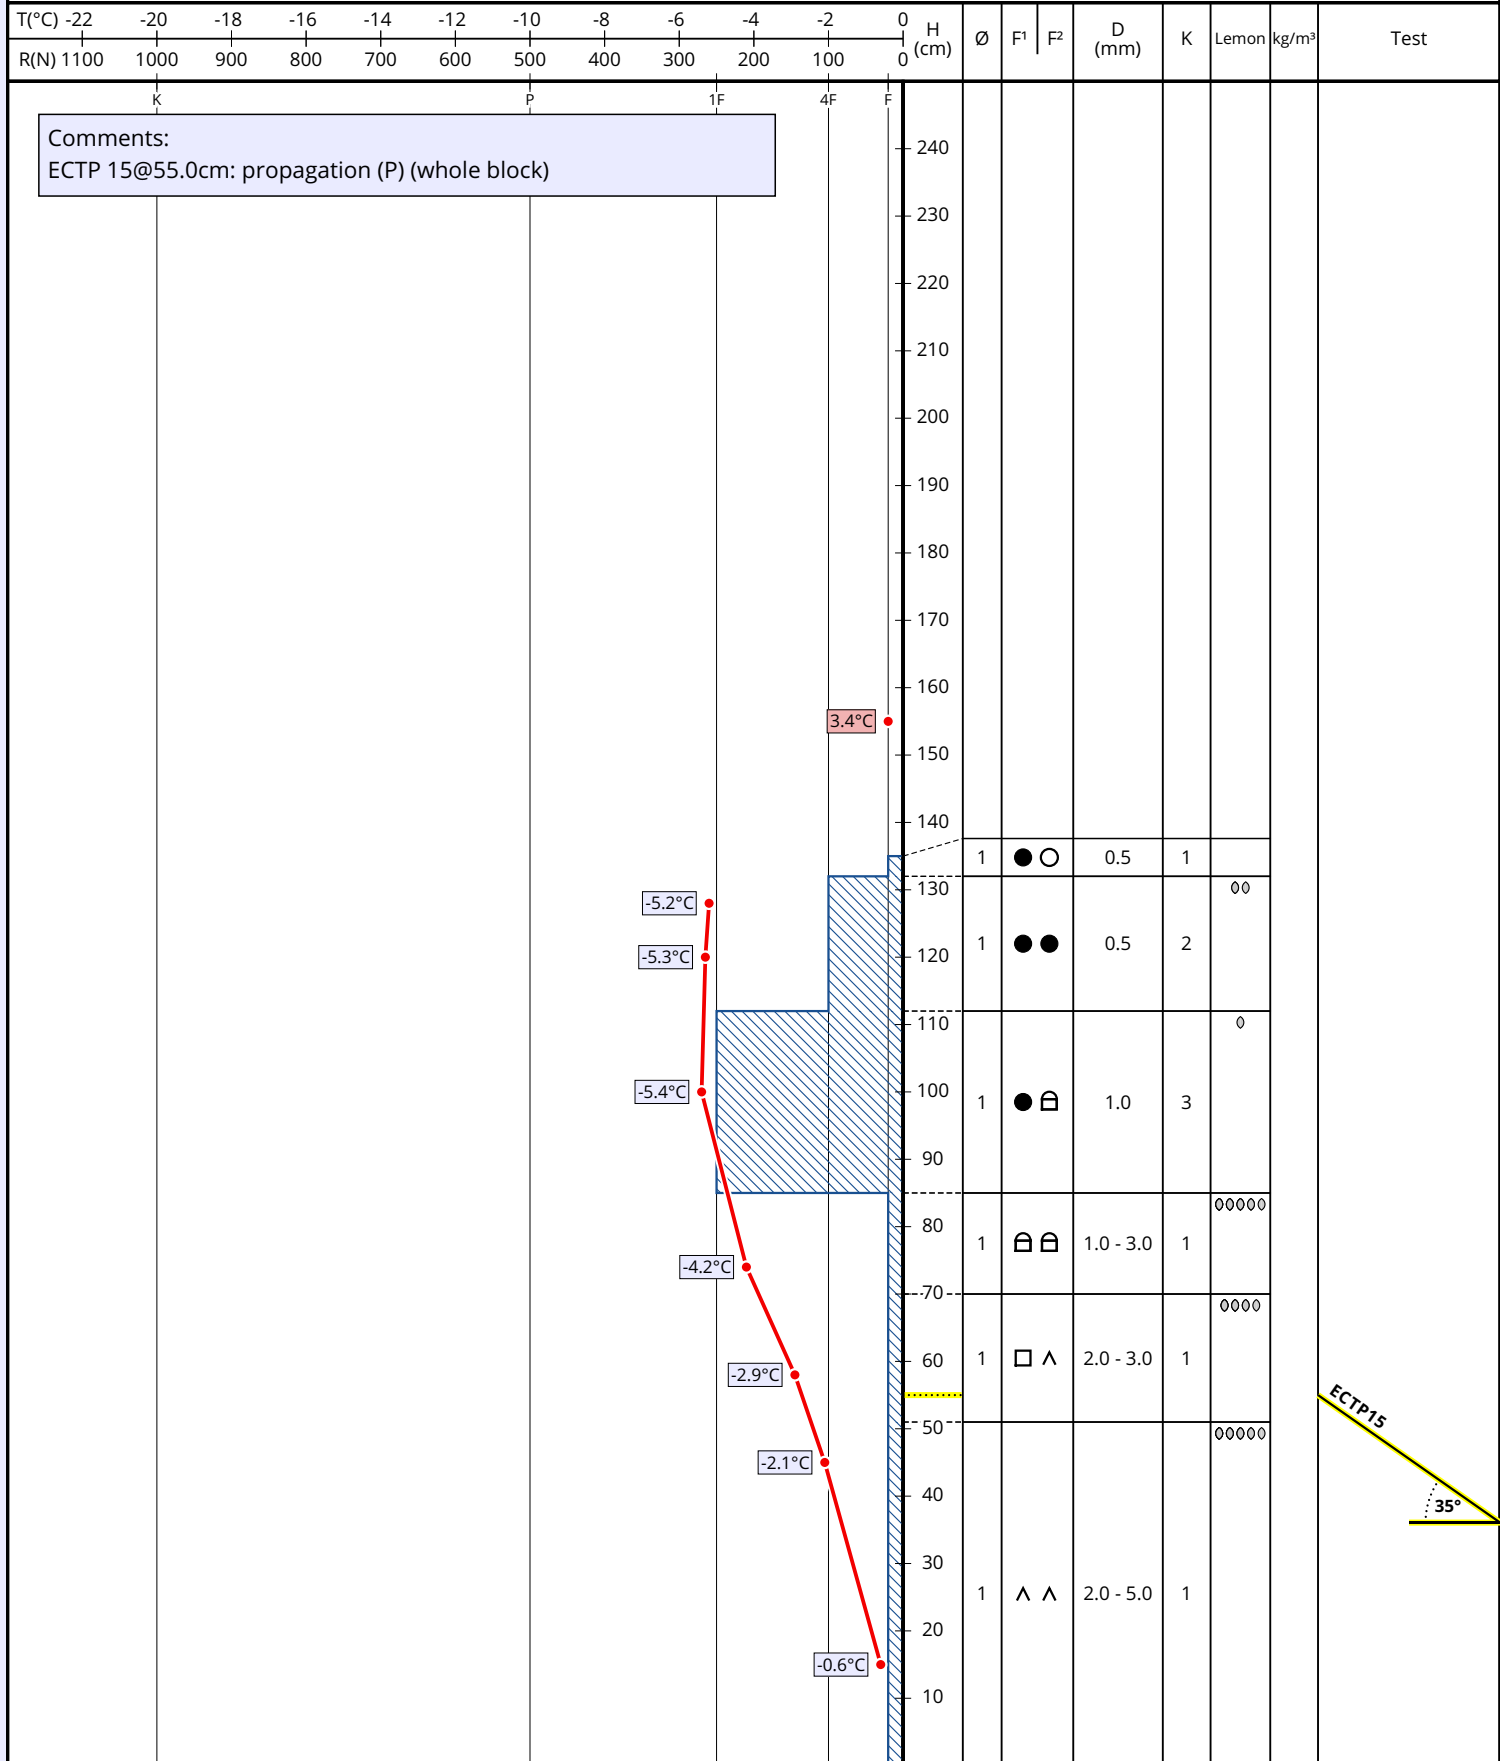 T(°C) -22 -20 -18 -16 -14 -12 -10 -8 -6 -4 -2 0
R(N) 1100 1000 900 800 700 600 500 400 300 200 100 0
H (cm) Ø F¹ F² D (mm) K Lemon kg/m³ Test
K P 1F 4F F
Comments:
ECTP 15@55.0cm: propagation (P) (whole block)
240
230
220
210
200
190
180
170
160
3.4°C
150
140
1 0.5 1
130
-5.2°C
1 0.5 2
-5.3°C 120
110
-5.4°C 100
1 1.0 3
90
80
1 1.0 - 3.0 1
-4.2°C
70
60 1 2.0 - 3.0 1
-2.9°C
ECTP15
50
-2.1°C
40
35°
30
1 2.0 - 5.0 1
20
-0.6°C
10